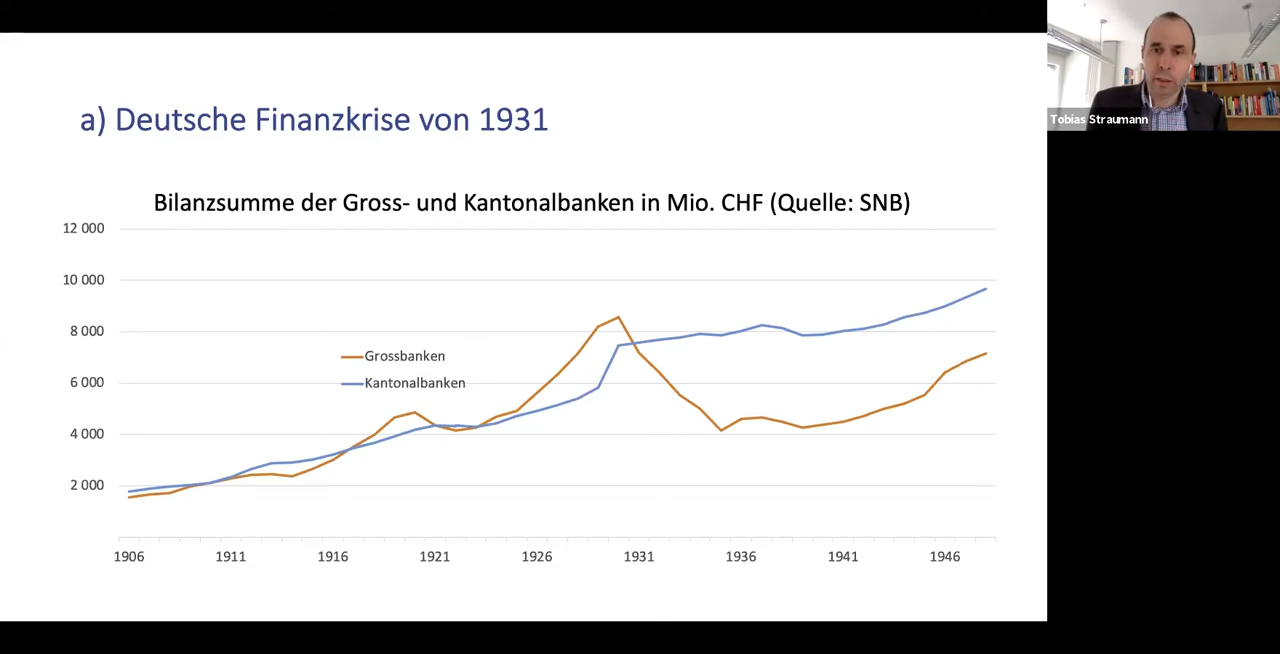 a) Deutsche Finanzkrise von 1931
Tobias Straumann
Bilanzsumme der Gross- und Kantonalbanken in Mio. CHF (Quelle: SNB)
12 000
10 000
8 000
6 000
4 000
2 000
Grossbanken
Kantonalbanken
1906 1911 1916 1921 1926 1931 1936 1941 1946